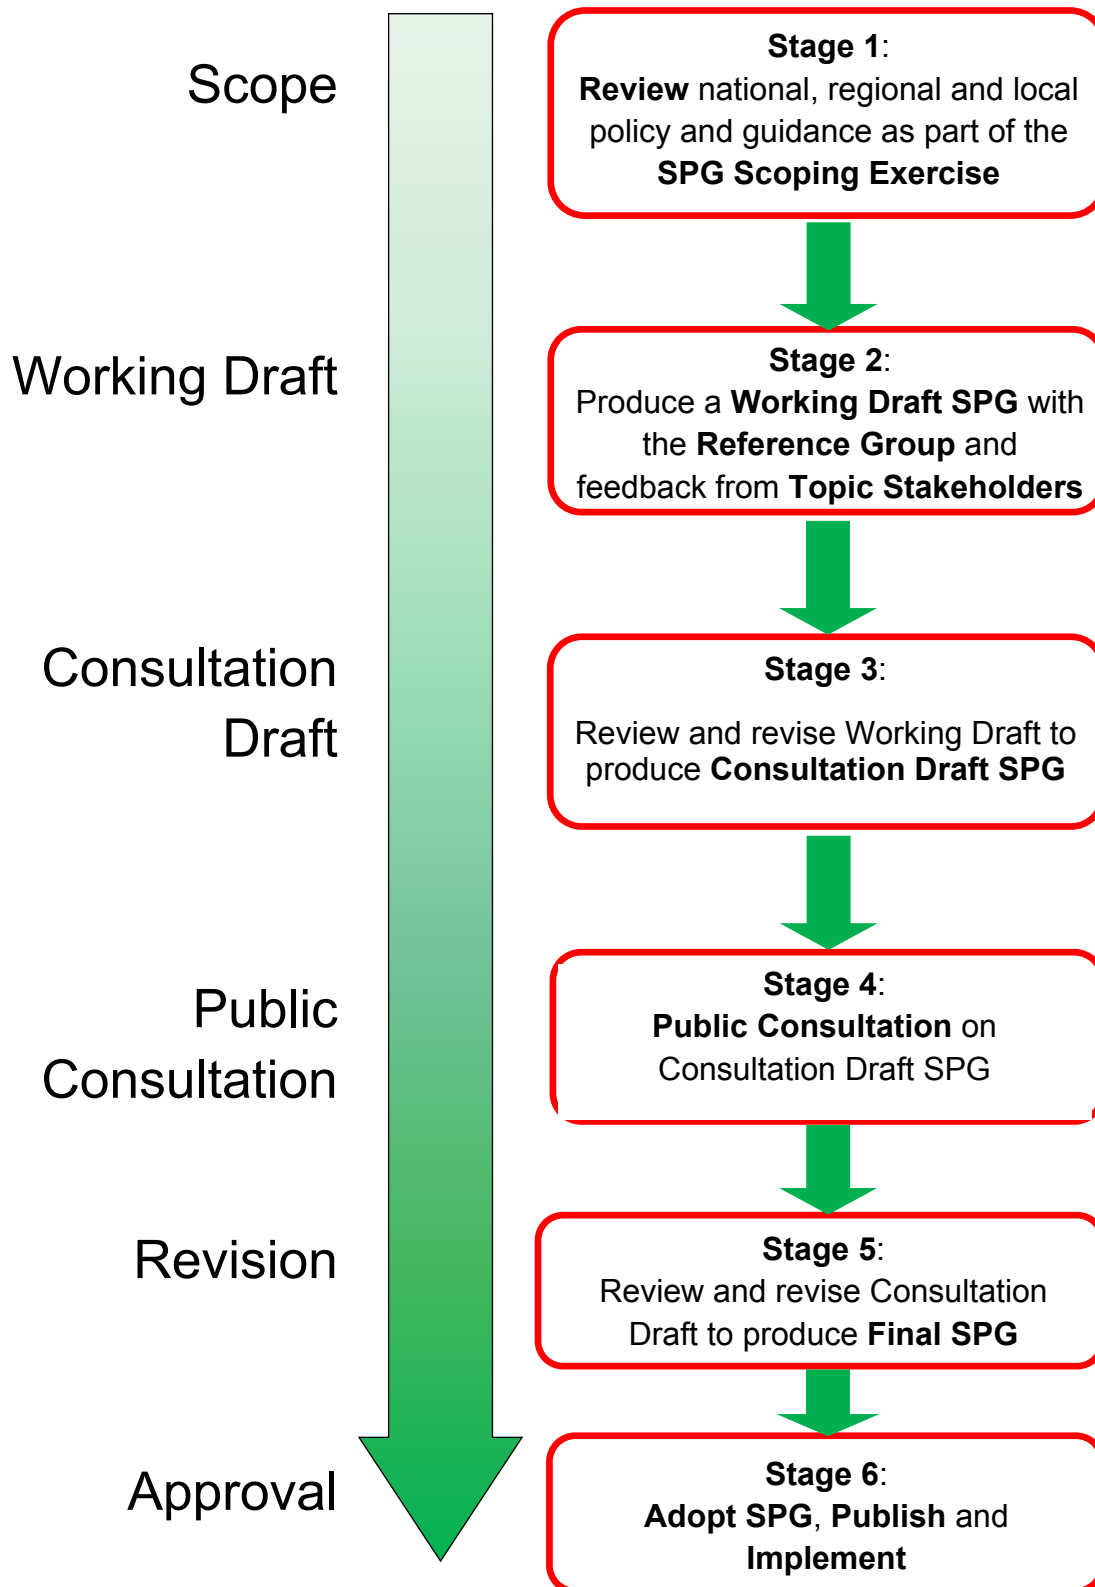 Scope
Stage 1:
Review national, regional and local
policy and guidance as part of the
SPG Scoping Exercise
Working Draft
Stage 2:
Produce a Working Draft SPG with
the Reference Group and
feedback from Topic Stakeholders
Consultation
Draft
Stage 3:
Review and revise Working Draft to
produce Consultation Draft SPG
Public
Consultation
Stage 4:
Public Consultation on
Consultation Draft SPG
Revision
Stage 5:
Review and revise Consultation
Draft to produce Final SPG
Approval
Stage 6:
Adopt SPG, Publish and
Implement